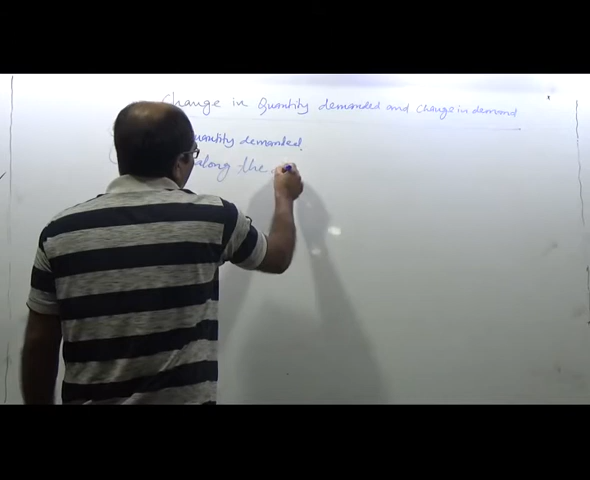 Change in Quantity demanded and Change in demand
quantity demanded.
along the